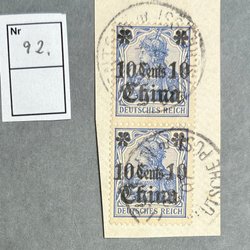 Nr
92.
10 Cents 10
China
DEUTSCHES REICH
10 Cents 10
China
DEUTSCHES REICH